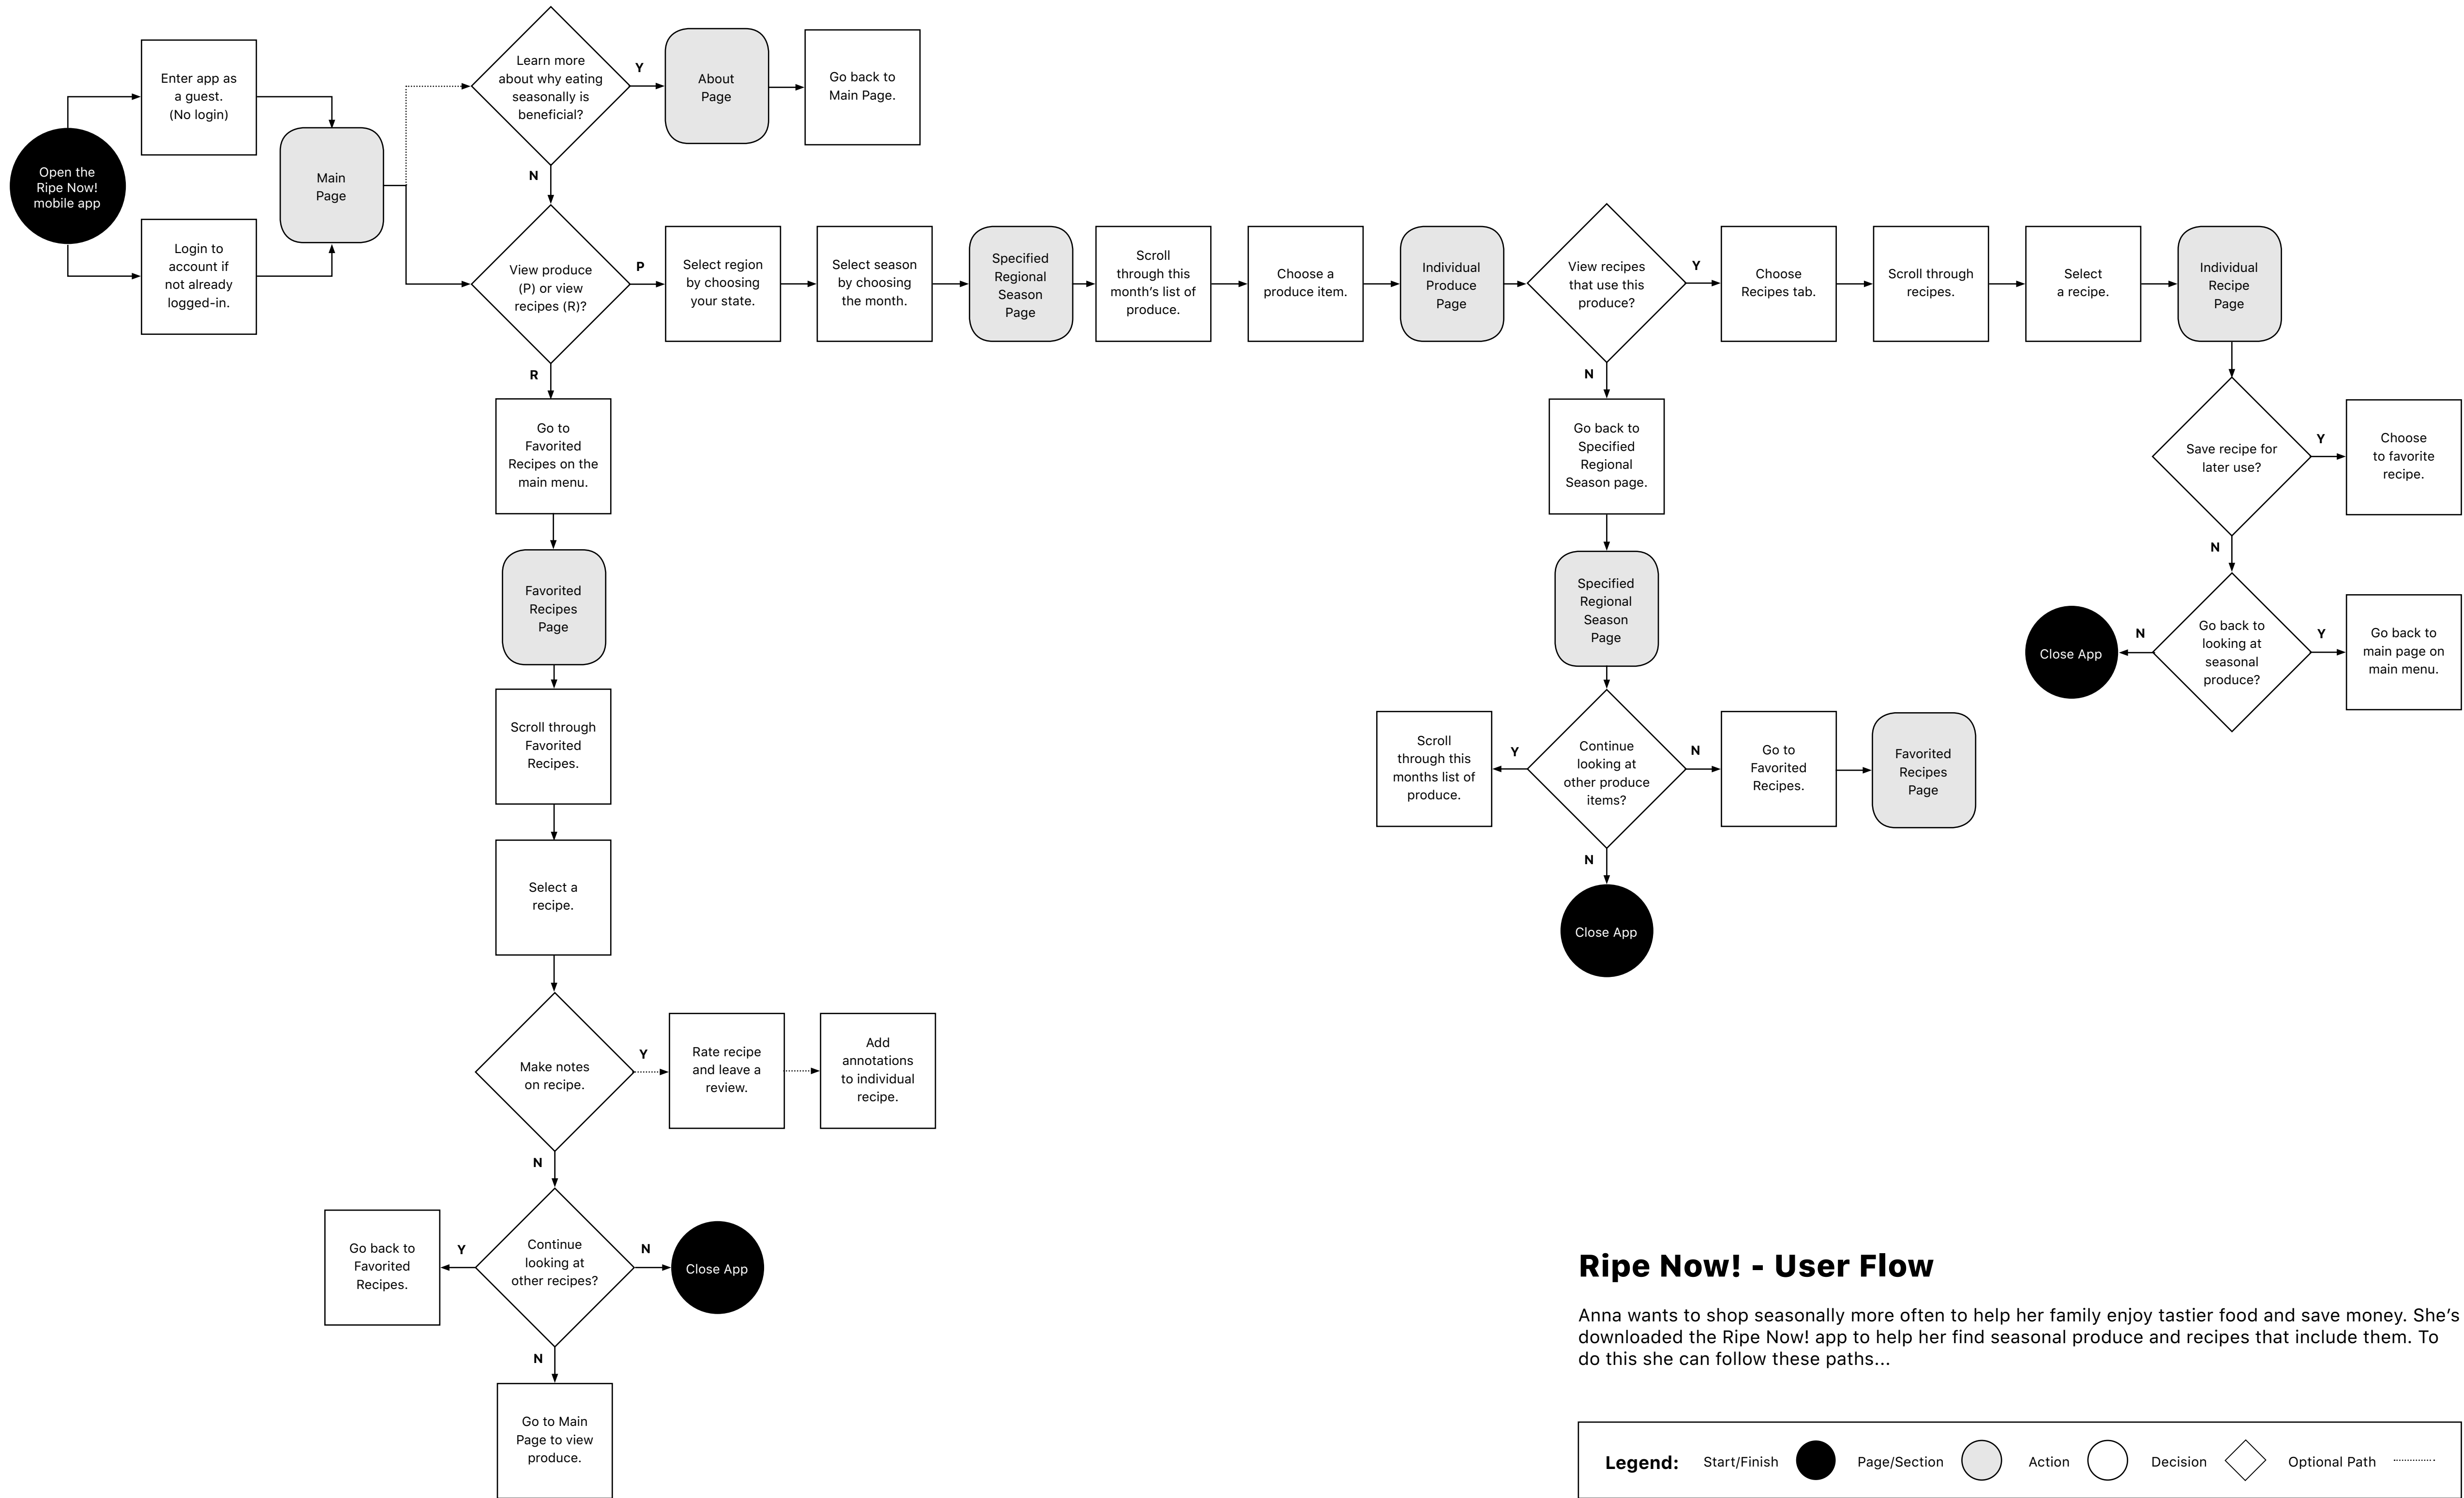 Open the
Ripe Now!
mobile app
Enter app as
a guest.
(No login)
Login to
account if
not already
logged-in.
Main
Page
Learn more
about why eating
seasonally is
beneficial?
Y
About
Page
Go back to
Main Page.
N
View produce
(P) or view
recipes (R)?
P
Select region
by choosing
your state.
Select season
by choosing
the month.
Specified
Regional
Season
Page
Scroll
through this
month’s list of
produce.
Choose a
produce item.
Individual
Produce
Page
View recipes
that use this
produce?
Y
Choose
Recipes tab.
Scroll through
recipes.
Select
a recipe.
Individual
Recipe
Page
Save recipe for
later use?
Y
Choose
to favorite
recipe.
N
Go back to
looking at
seasonal
produce?
Y
Go back to
main page on
main menu.
N
Close App
N
Go back to
Specified
Regional
Season page.
Specified
Regional
Season
Page
Continue
looking at
other produce
items?
Y
Scroll
through this
months list of
produce.
N
Go to
Favorited
Recipes.
Favorited
Recipes
Page
N
Close App
R
Go to
Favorited
Recipes on the
main menu.
Favorited
Recipes
Page
Scroll through
Favorited
Recipes.
Select a
recipe.
Make notes
on recipe.
Y
Rate recipe
and leave a
review.
Add
annotations
to individual
recipe.
N
Continue
looking at
other recipes?
Y
Go back to
Favorited
Recipes.
N
Close App
N
Go to Main
Page to view
produce.
Ripe Now! - User Flow
Anna wants to shop seasonally more often to help her family enjoy tastier food and save money. She’s
downloaded the Ripe Now! app to help her find seasonal produce and recipes that include them. To
do this she can follow these paths...
Legend: Start/Finish Page/Section Action Decision Optional Path